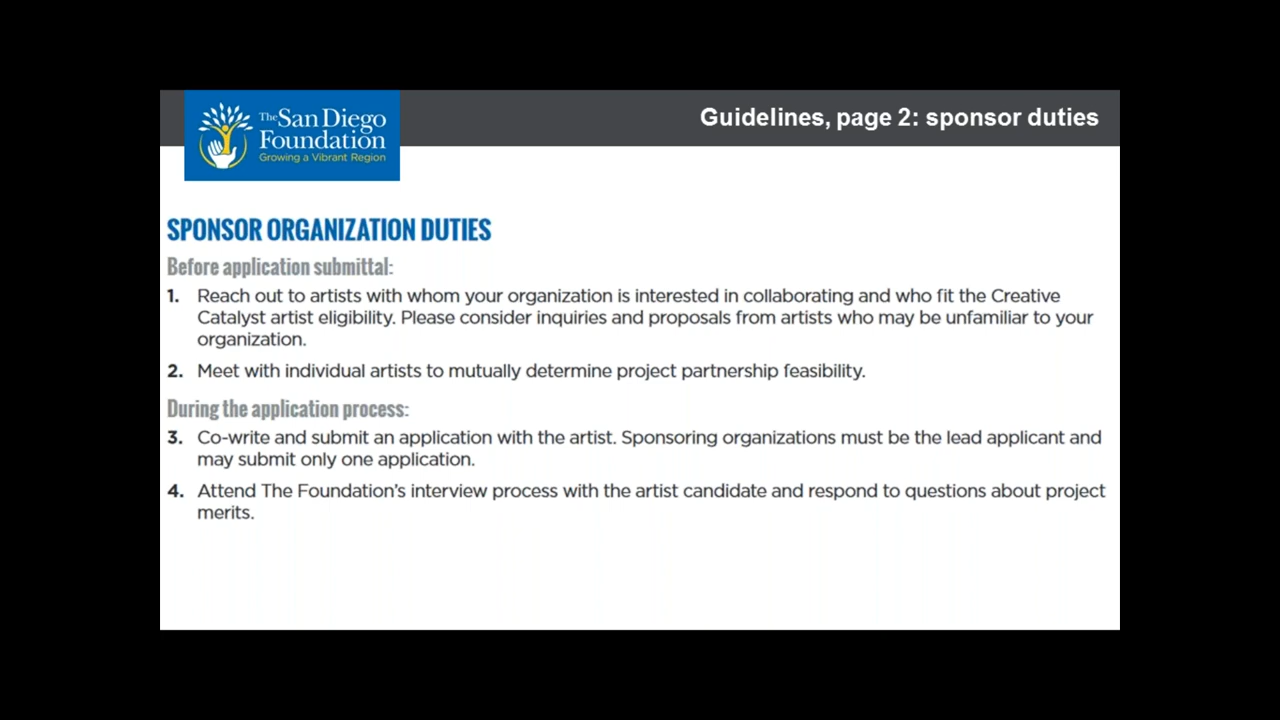 The San Diego
Foundation
Growing a Vibrant Region
Guidelines, page 2: sponsor duties
SPONSOR ORGANIZATION DUTIES
Before application submittal:
1. Reach out to artists with whom your organization is interested in collaborating and who fit the Creative
Catalyst artist eligibility. Please consider inquiries and proposals from artists who may be unfamiliar to your
organization.
2. Meet with individual artists to mutually determine project partnership feasibility.
During the application process:
3. Co-write and submit an application with the artist. Sponsoring organizations must be the lead applicant and
may submit only one application.
4. Attend The Foundation’s interview process with the artist candidate and respond to questions about project
merits.